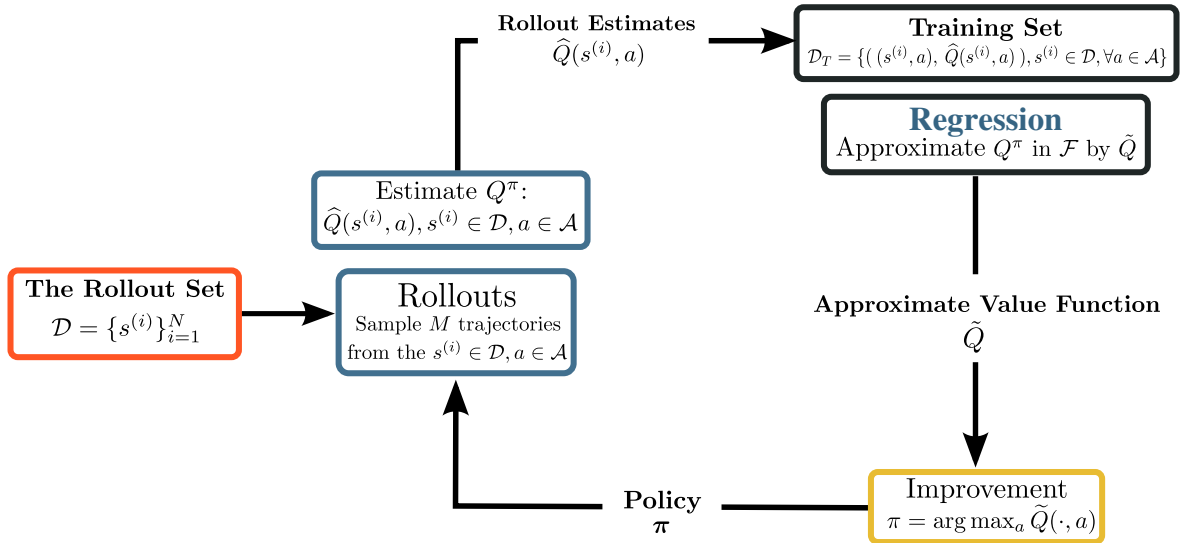 Rollout Estimates
Q̂(s⁽ⁱ⁾, a)
Training Set
𝒟_T = {( (s⁽ⁱ⁾, a), Q̂(s⁽ⁱ⁾, a) ), s⁽ⁱ⁾ ∈ 𝒟, ∀a ∈ 𝒜}
Regression
Approximate Q^π in ℱ by Q̃
Estimate Q^π:
Q̂(s⁽ⁱ⁾, a), s⁽ⁱ⁾ ∈ 𝒟, a ∈ 𝒜
The Rollout Set
𝒟 = {s⁽ⁱ⁾}_{i=1}^N
Rollouts
Sample M trajectories
from the s⁽ⁱ⁾ ∈ 𝒟, a ∈ 𝒜
Approximate Value Function
Q̃
Improvement
π = arg max_a Q̃(·, a)
Policy
π